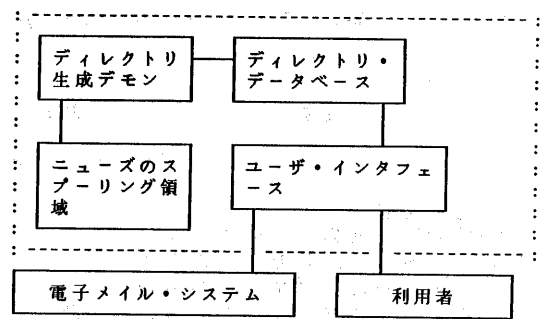 ディレクトリ
生成デモン
ディレクトリ・
データベース
ニューズのス
プーリング領
域
ユーザ・インタフェ
ース
電子メイル・システム
利用者